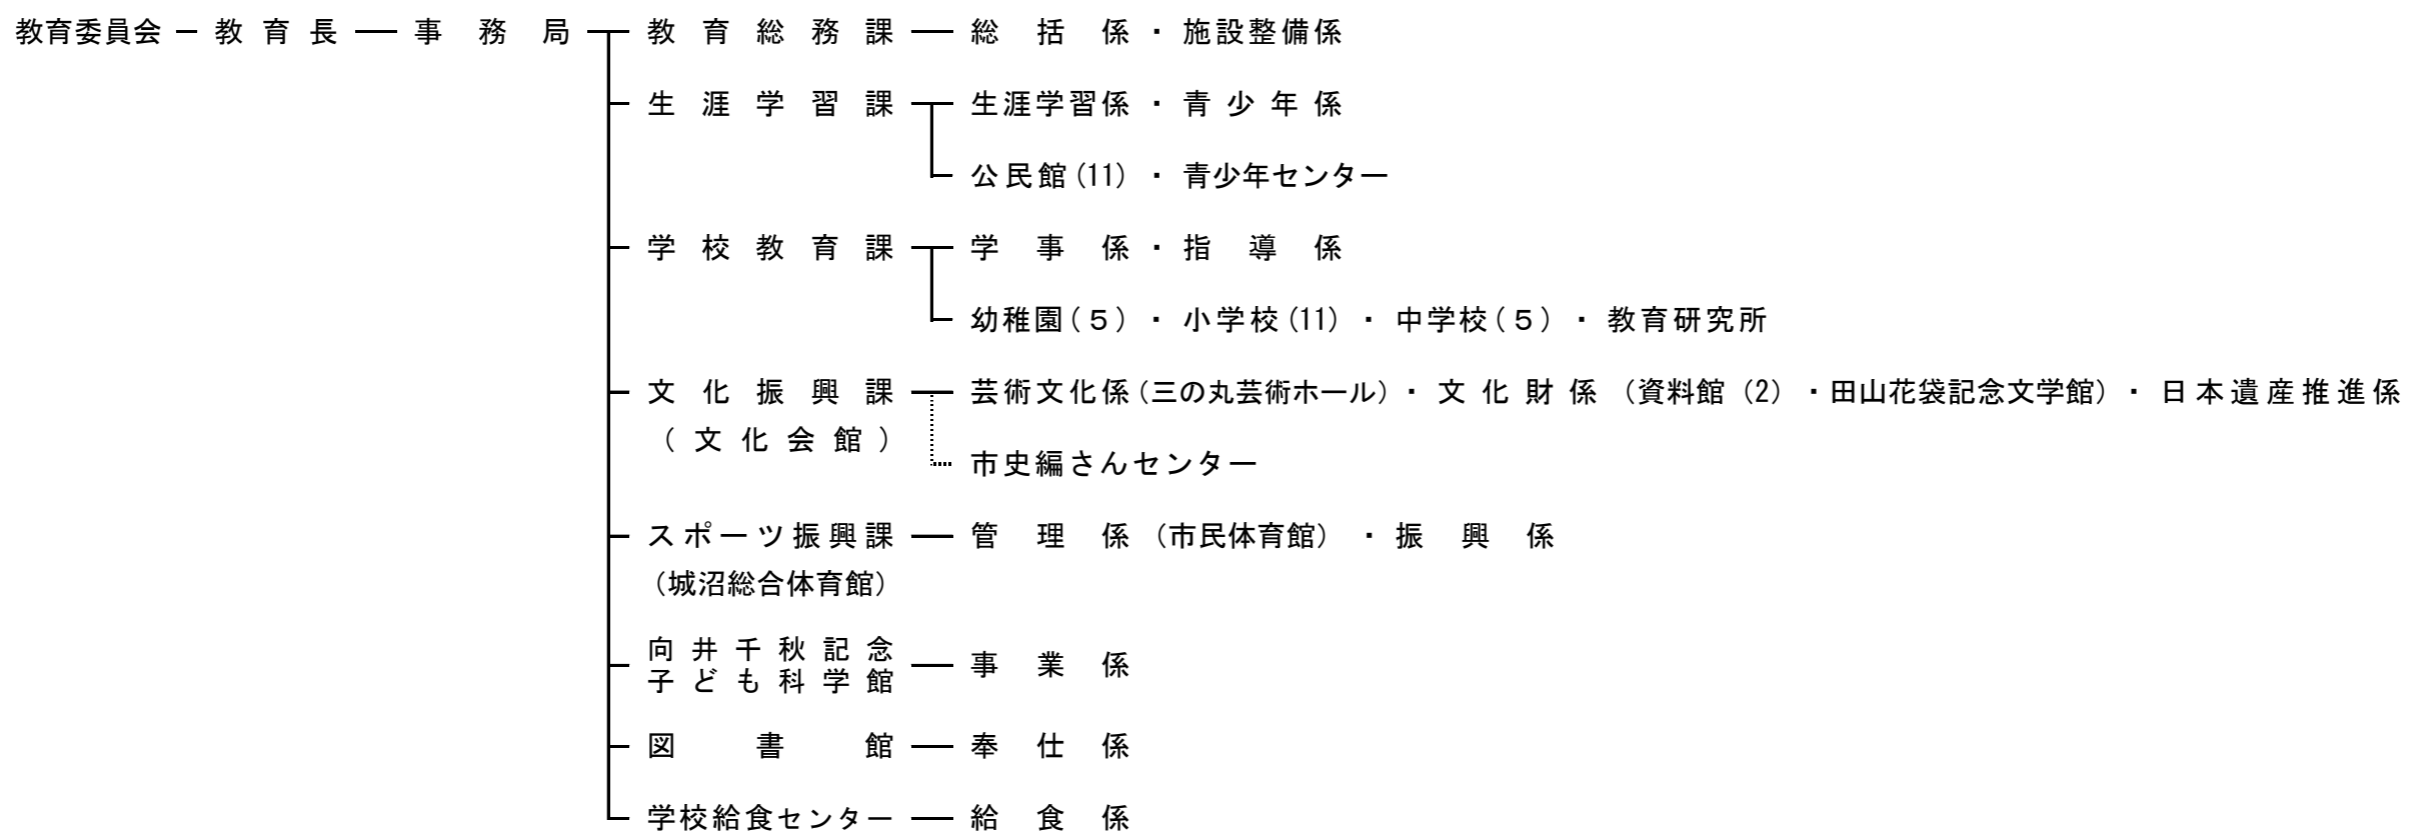 教育委員会 教育長 事務局 教育総務課 総括係・施設整備係
生涯学習課 生涯学習係・青少年係
公民館(11)・青少年センター
学校教育課 学事係・指導係
幼稚園(5)・小学校(11)・中学校(5)・教育研究所
文化振興課 芸術文化係(三の丸芸術ホール)・文化財係(資料館(2)・田山花袋記念文学館)・日本遺産推進係
(文化会館)
市史編さんセンター
スポーツ振興課 管理係(市民体育館)・振興係
(城沼総合体育館)
向井千秋記念
子ども科学館 事業係
図書館 奉仕係
学校給食センター 給食係